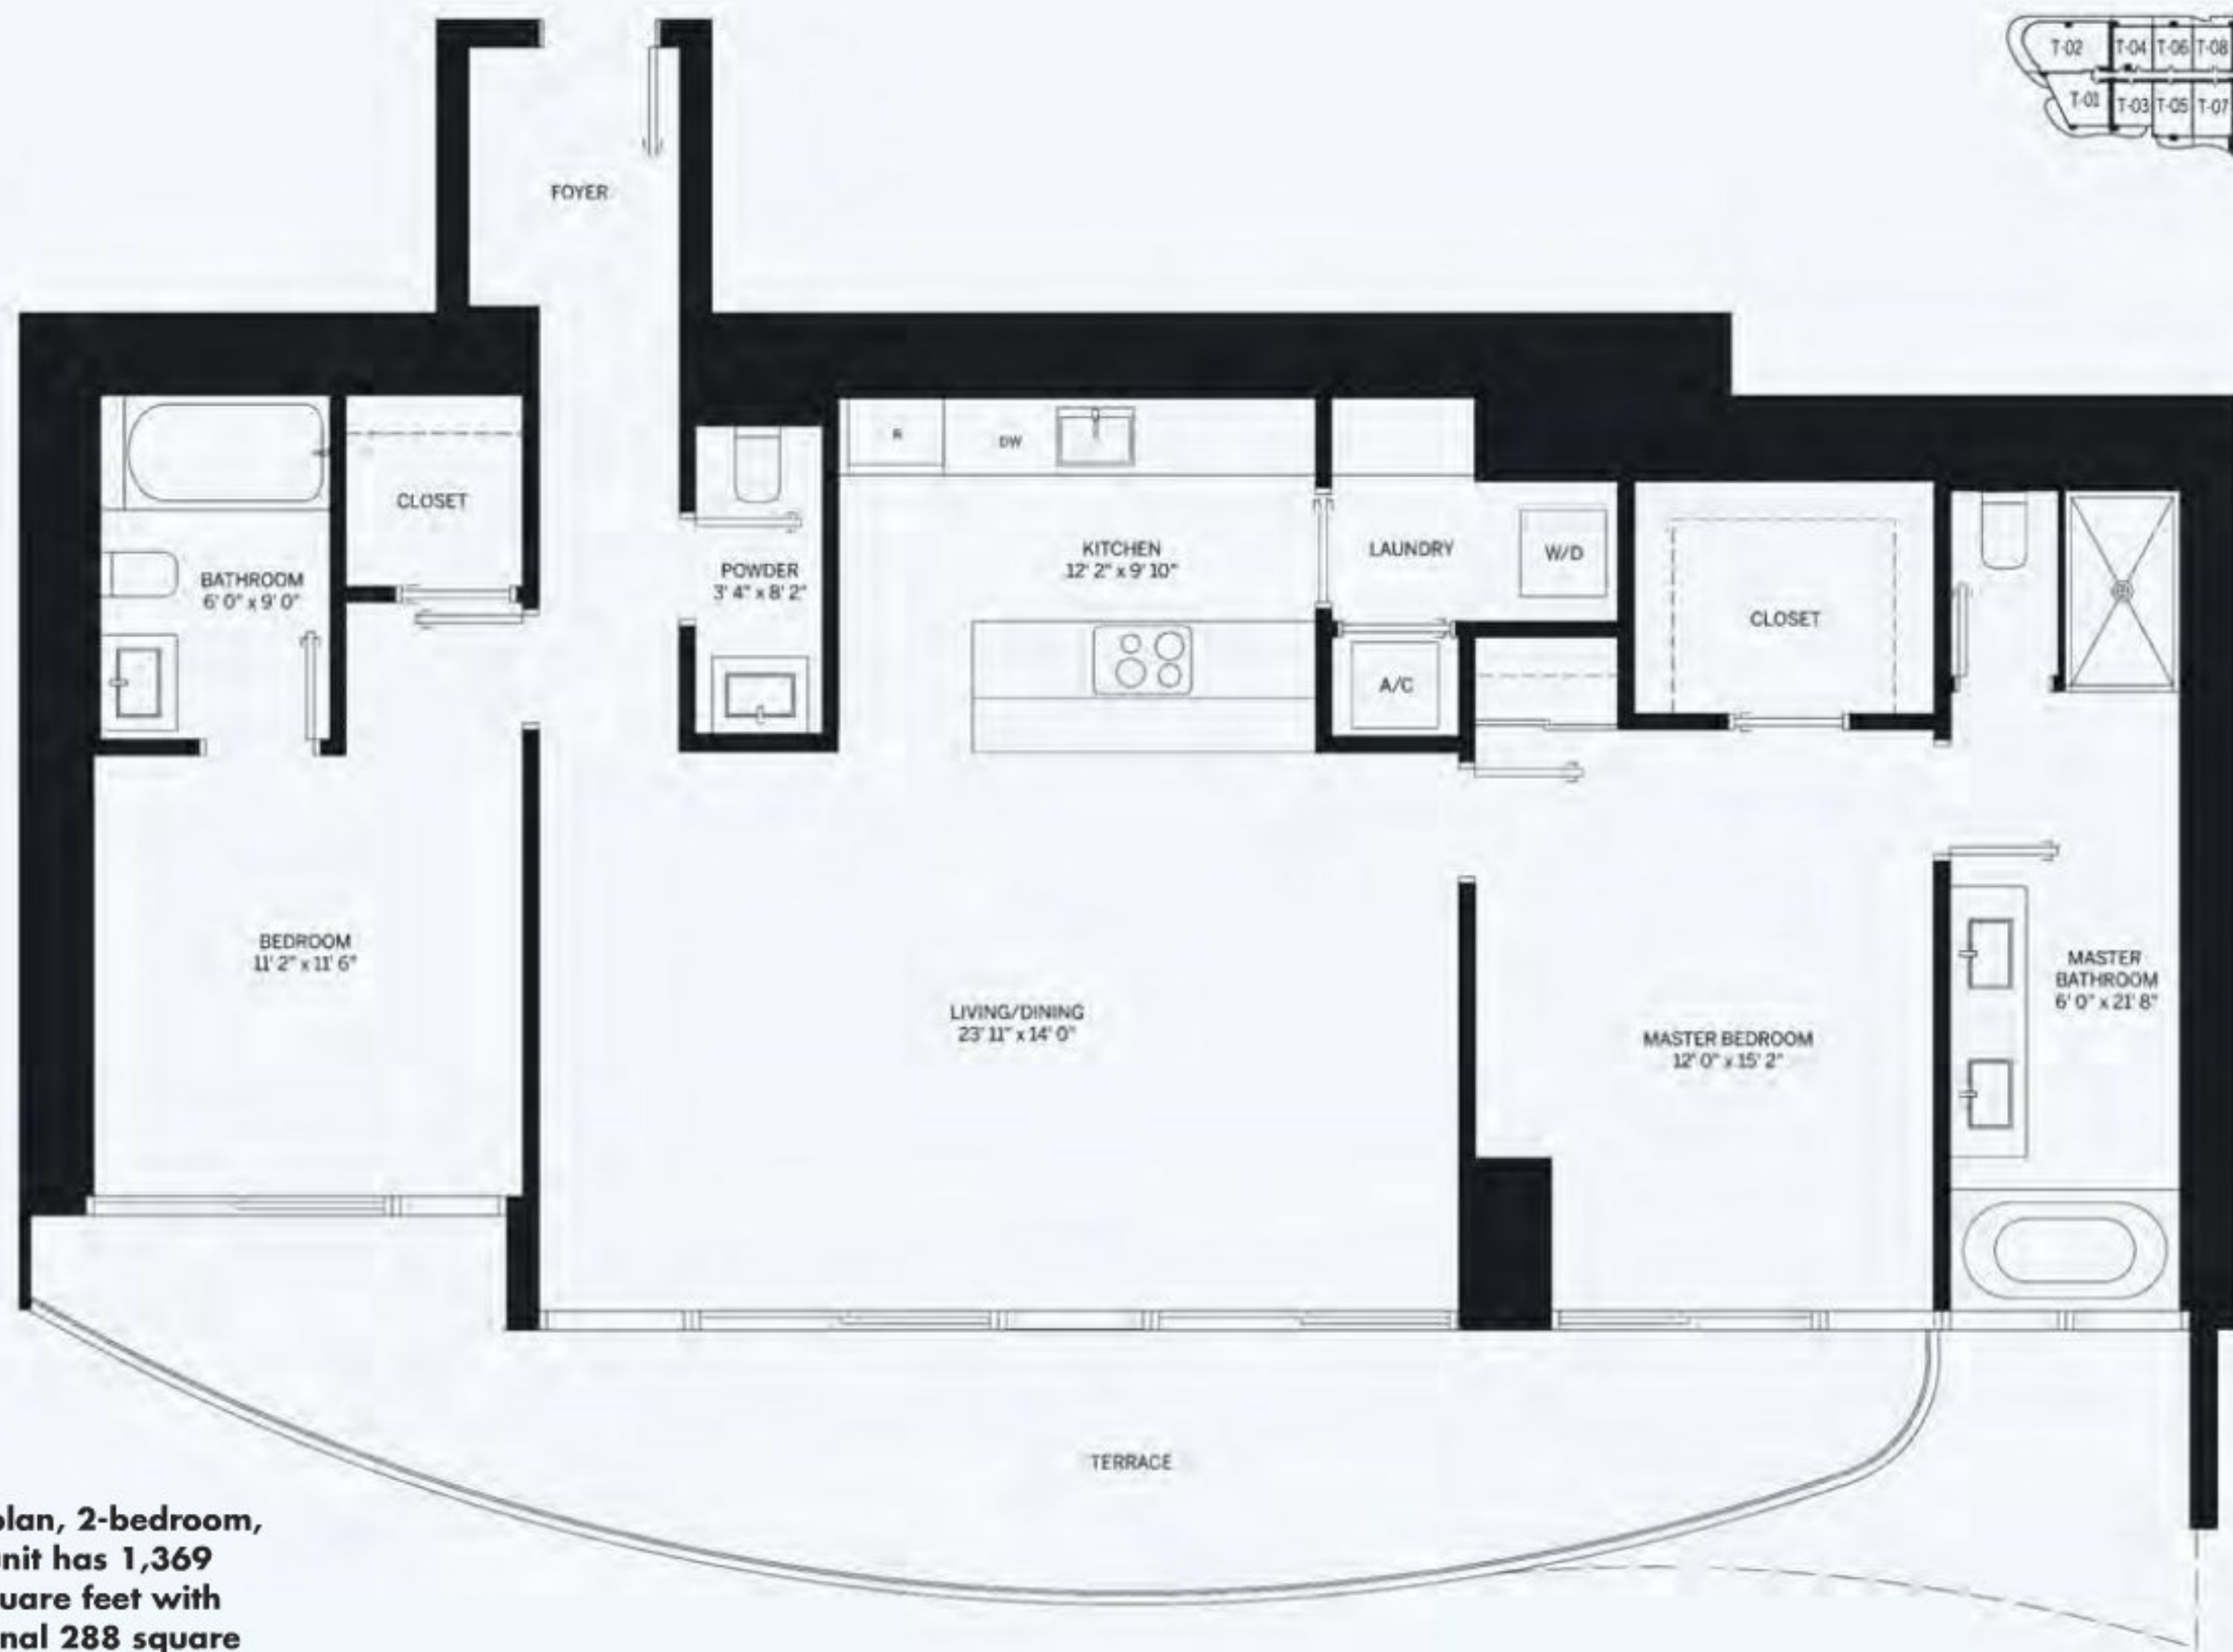 T-02 T-04 T-06 T-08
T-01 T-03 T-05 T-07
FOYER
R
DW
CLOSET
BATHROOM
6' 0" x 9' 0"
POWDER
3' 4" x 8' 2"
KITCHEN
12' 2" x 9' 10"
LAUNDRY
W/D
A/C
CLOSET
BEDROOM
11' 2" x 11' 6"
LIVING/DINING
23' 11" x 14' 0"
MASTER BEDROOM
12' 0" x 15' 2"
MASTER
BATHROOM
6' 0" x 21' 8"
TERRACE
plan, 2-bedroom,
unit has 1,369
uare feet with
nal 288 square